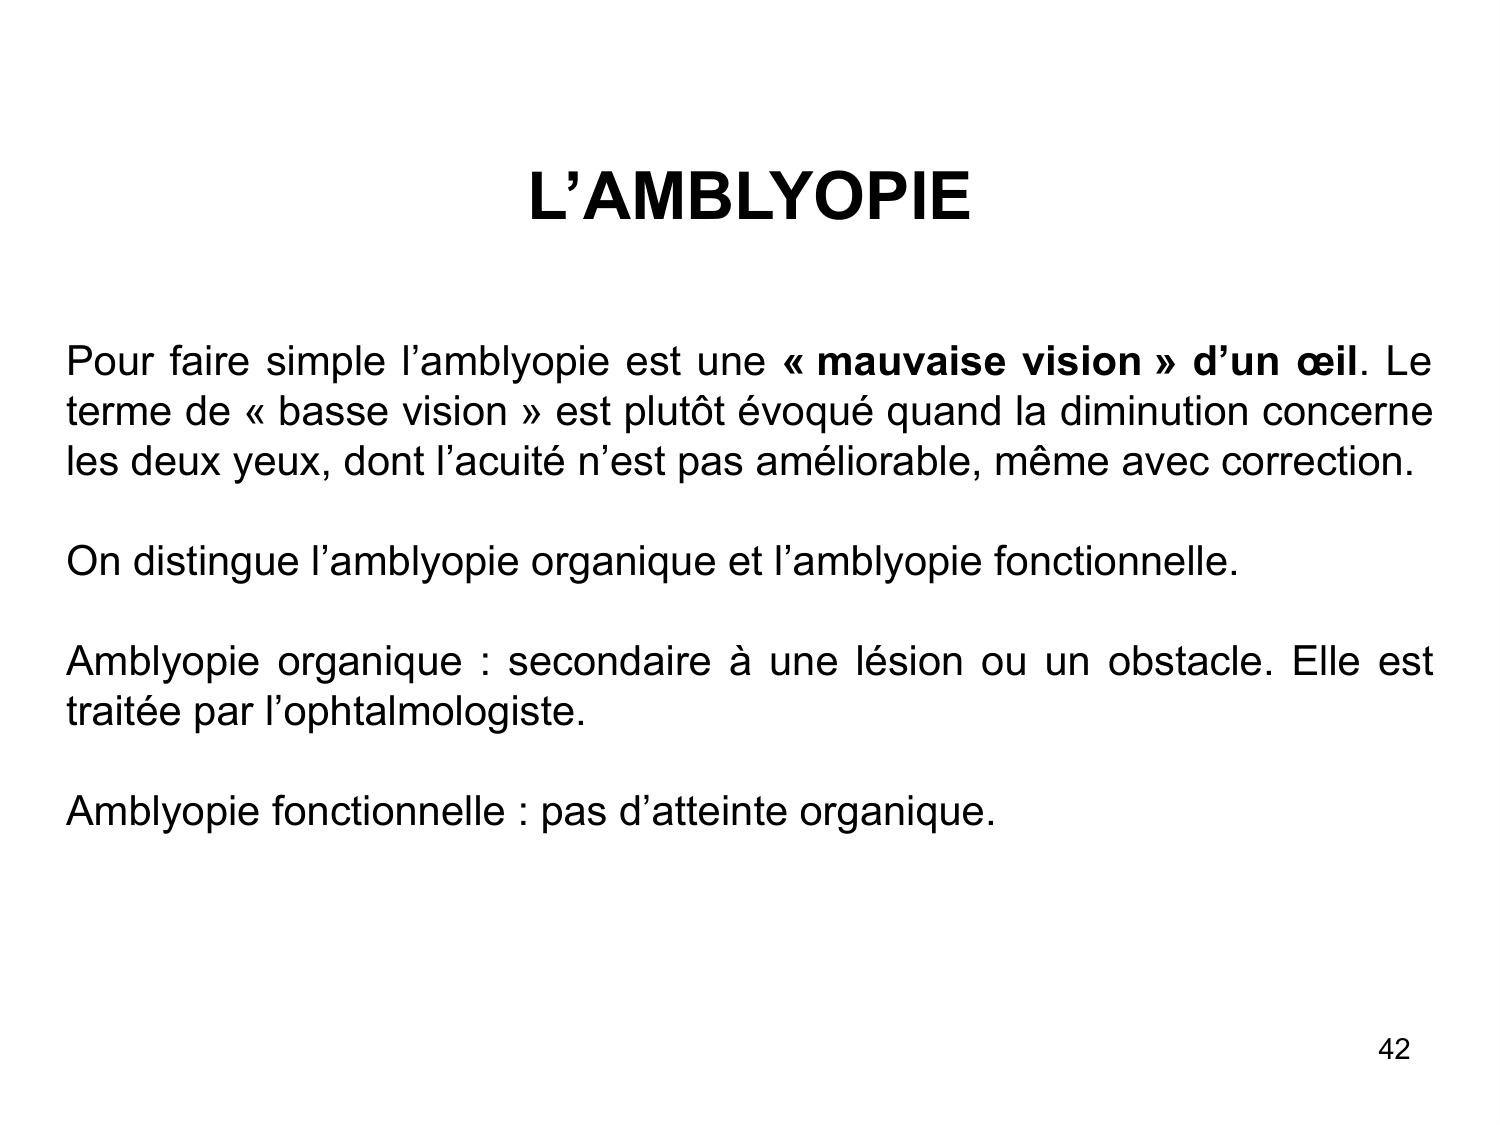 L’AMBLYOPIE
Pour faire simple l’amblyopie est une « mauvaise vision » d’un œil. Le
terme de « basse vision » est plutôt évoqué quand la diminution concerne
les deux yeux, dont l’acuité n’est pas améliorable, même avec correction.
On distingue l’amblyopie organique et l’amblyopie fonctionnelle.
Amblyopie organique : secondaire à une lésion ou un obstacle. Elle est
traitée par l’ophtalmologiste.
Amblyopie fonctionnelle : pas d’atteinte organique.
42